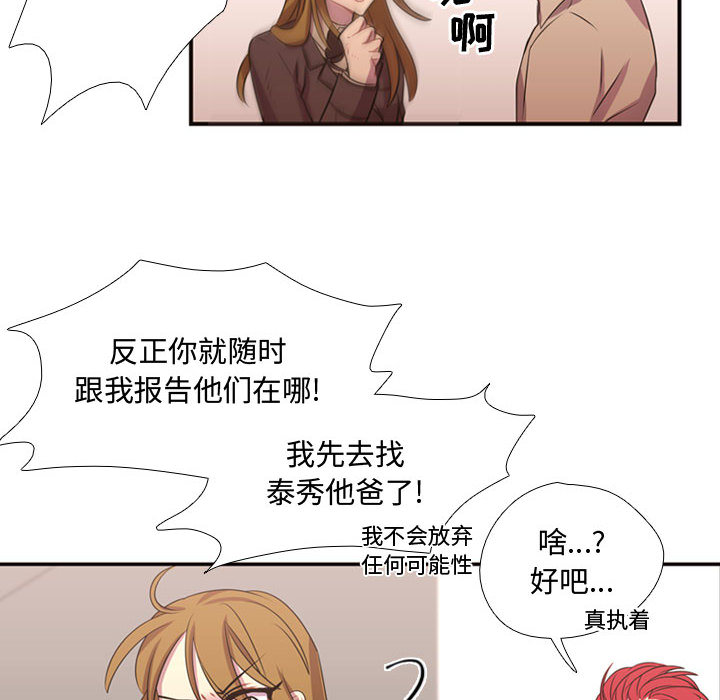 啊
反正你就随时
跟我报告他们在哪!
我先去找
泰秀他爸了!
我不会放弃
任何可能性
啥...?
好吧...
真执着